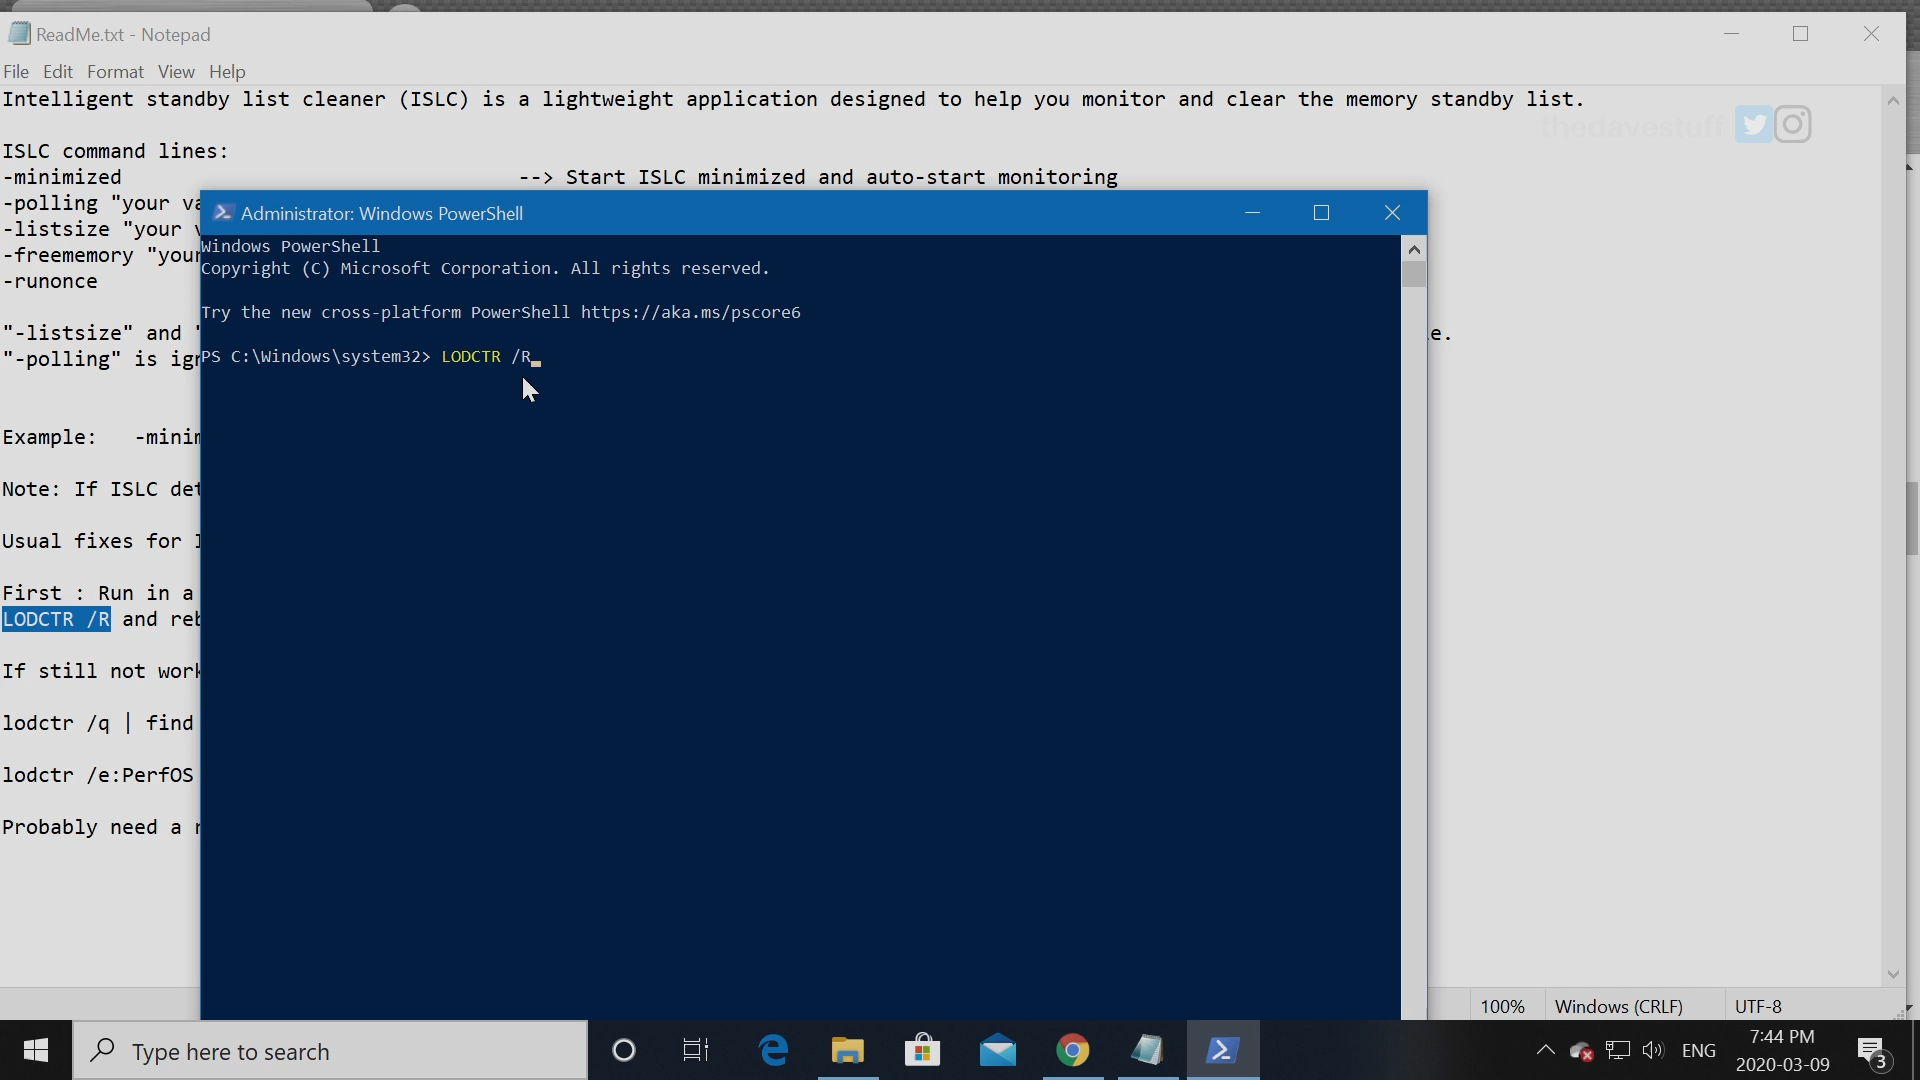 ReadMe.txt - Notepad
File Edit Format View Help
Intelligent standby list cleaner (ISLC) is a lightweight application designed to help you monitor and clear the memory standby list.
thedavestuff
ISLC command lines:
-minimized --> Start ISLC minimized and auto-start monitoring
-polling "your
-listsize "your
-freememory "your
-runonce
"-listsize" and "
"-polling" is
e.
Example: -minim
Note: If ISLC
Usual fixes for
First : Run in a
LODCTR /R and
If still not work
lodctr /q | find
lodctr /e:PerfOS
Probably need a
Administrator: Windows PowerShell
Windows PowerShell
Copyright (C) Microsoft Corporation. All rights reserved.
Try the new cross-platform PowerShell https://aka.ms/pscore6
PS C:\Windows\system32> LODCTR /R
100% Windows (CRLF) UTF-8
Type here to search
ENG
7:44 PM
2020-03-09
3